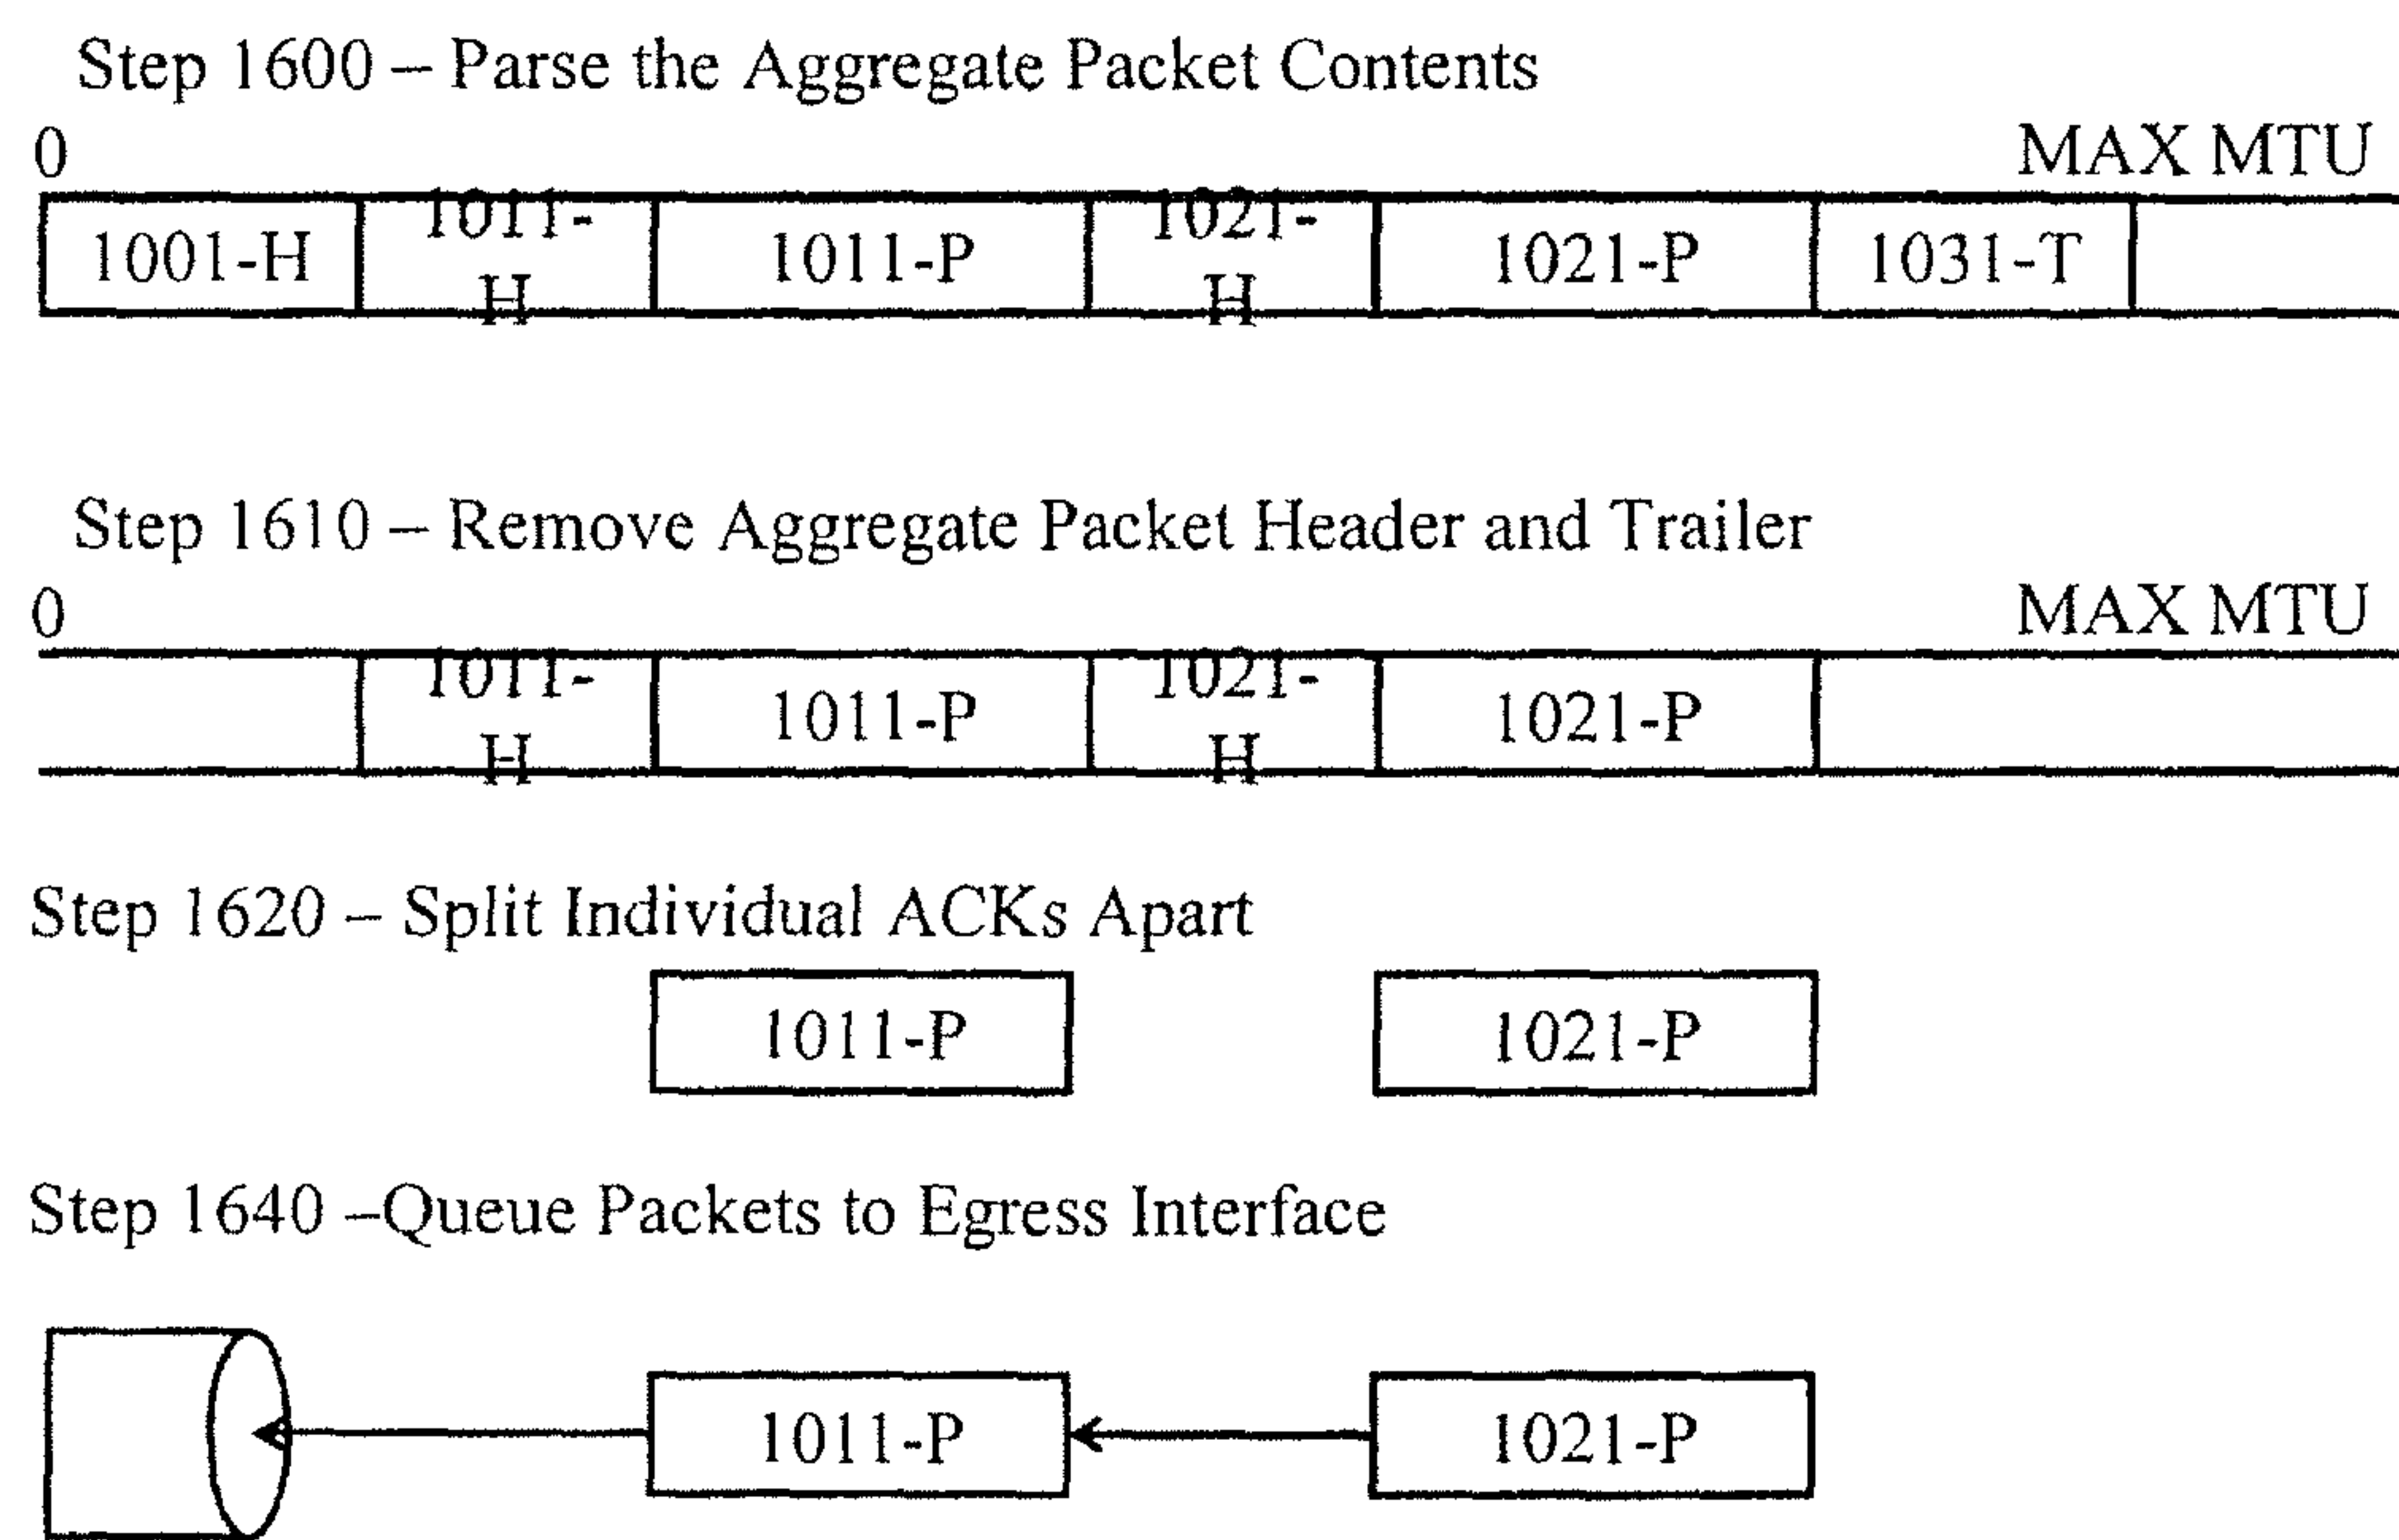 Step 1600 – Parse the Aggregate Packet Contents
0 MAX MTU
1001-H 1011-H 1011-P 1021-H 1021-P 1031-T
Step 1610 – Remove Aggregate Packet Header and Trailer
0 MAX MTU
1011-H 1011-P 1021-H 1021-P
Step 1620 – Split Individual ACKs Apart
1011-P 1021-P
Step 1640 –Queue Packets to Egress Interface
1011-P 1021-P